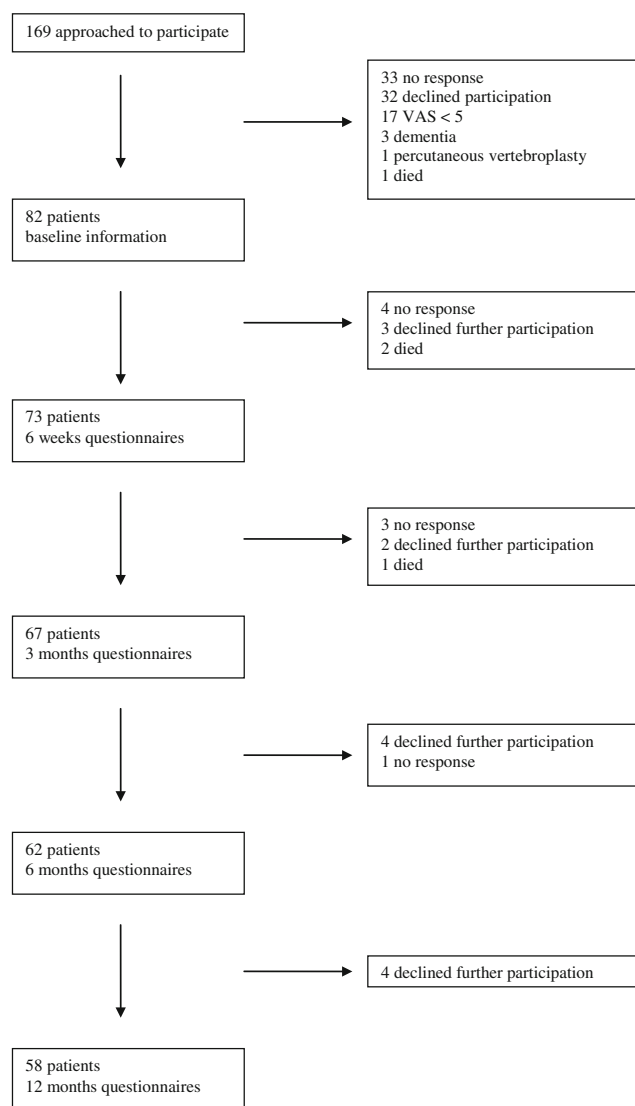 169 approached to participate
33 no response
32 declined participation
17 VAS < 5
3 dementia
1 percutaneous vertebroplasty
1 died
82 patients
baseline information
4 no response
3 declined further participation
2 died
73 patients
6 weeks questionnaires
3 no response
2 declined further participation
1 died
67 patients
3 months questionnaires
4 declined further participation
1 no response
62 patients
6 months questionnaires
4 declined further participation
58 patients
12 months questionnaires